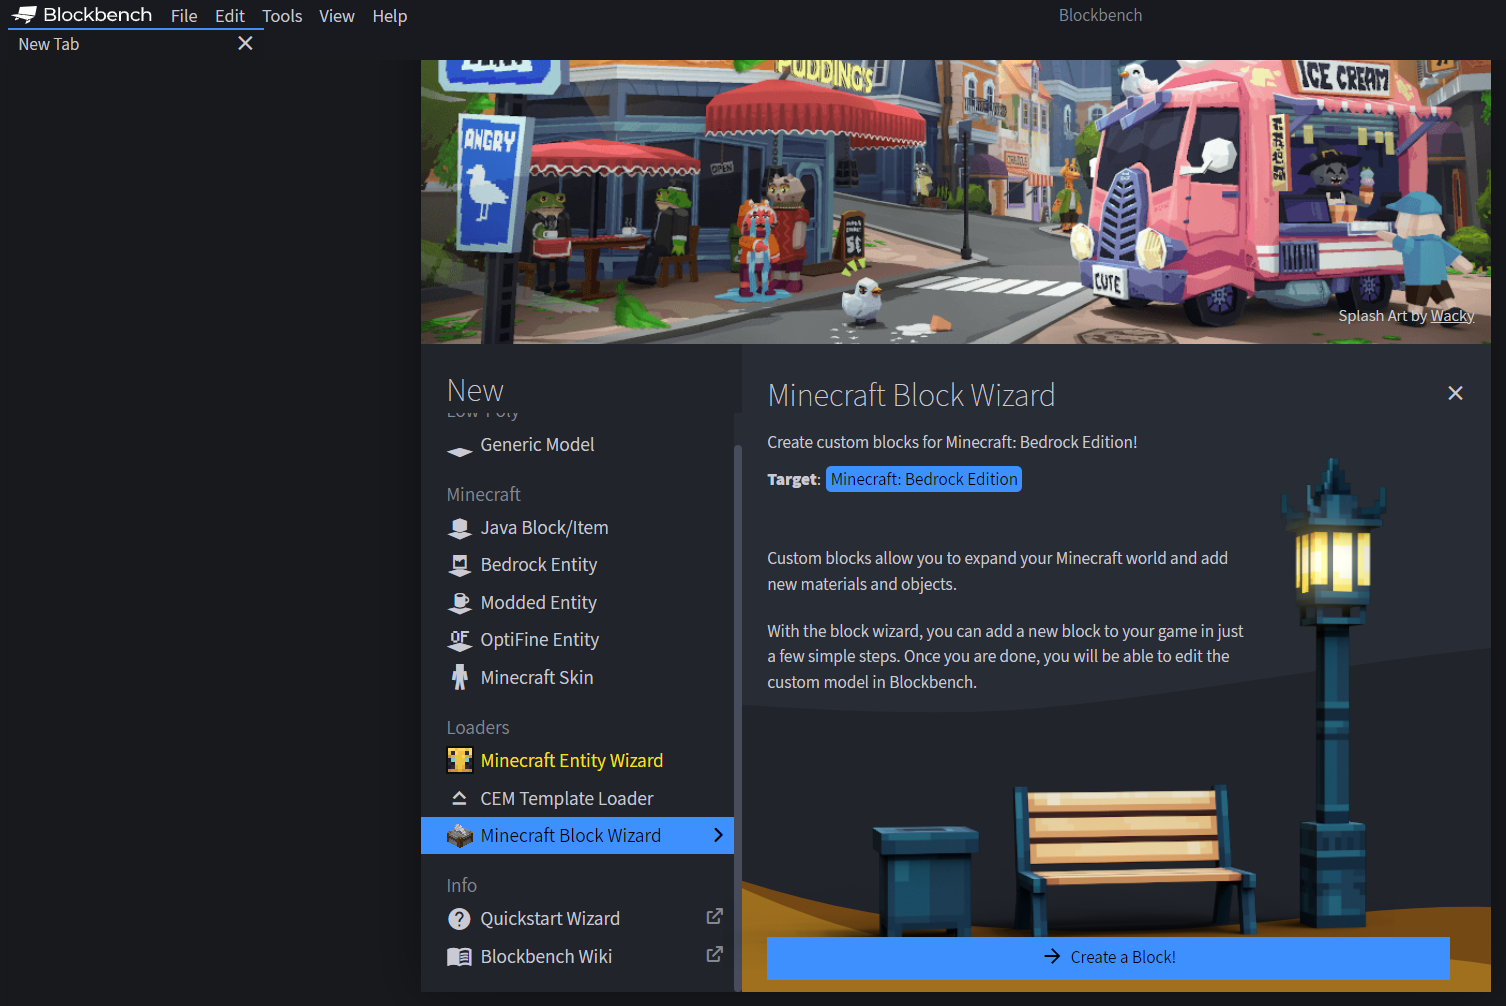 Blockbench File Edit Tools View Help
Blockbench
New Tab
PUDDING'S
ICE CREAM
ANGRY
OPEN
5¢
CUTE
Splash Art by Wacky
New
Low-Poly
Generic Model
Minecraft
Java Block/Item
Bedrock Entity
Modded Entity
OF OptiFine Entity
Minecraft Skin
Loaders
Minecraft Entity Wizard
CEM Template Loader
Minecraft Block Wizard
Info
Quickstart Wizard
Blockbench Wiki
Minecraft Block Wizard
Create custom blocks for Minecraft: Bedrock Edition!
Target: Minecraft: Bedrock Edition
Custom blocks allow you to expand your Minecraft world and add
new materials and objects.
With the block wizard, you can add a new block to your game in just
a few simple steps. Once you are done, you will be able to edit the
custom model in Blockbench.
Create a Block!